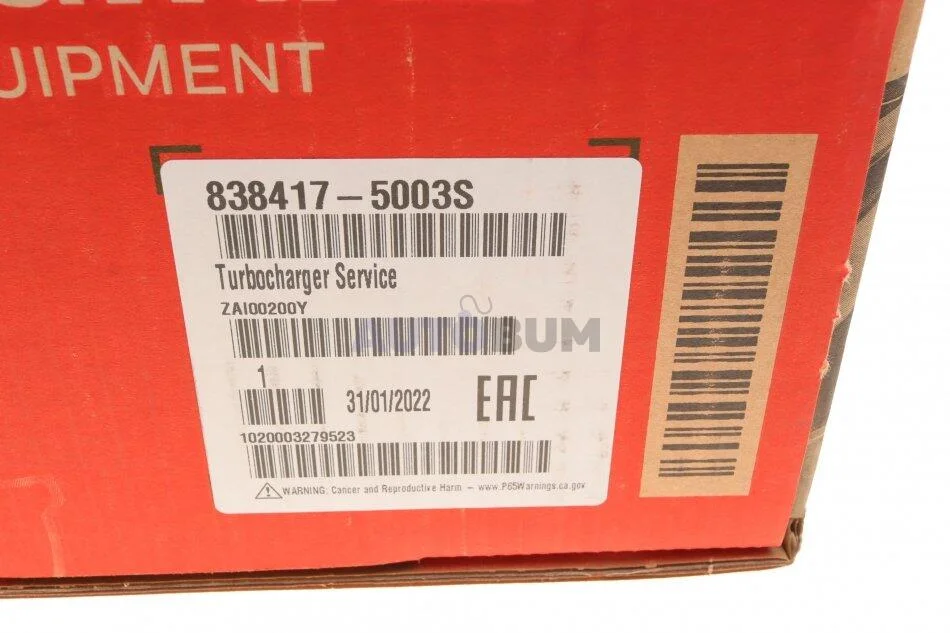 UIPMENT
838417-5003S
Turbocharger Service
ZAI00200Y
AUTOBUM
1
31/01/2022
EAC
1020003279523
WARNING: Cancer and Reproductive Harm - www.P65Warnings.ca.gov